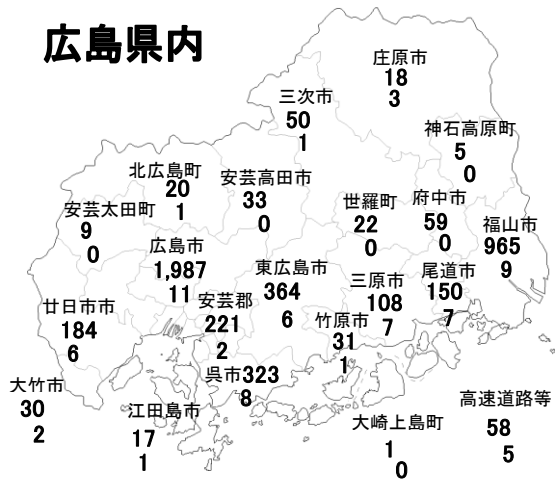 広島県内
庄原市
18
3
三次市
50
1
神石高原町
5
0
北広島町
20
1
安芸高田市
33
0
世羅町
22
0
府中市
59
0
安芸太田町
9
0
福山市
965
9
広島市
1,987
11
東広島市
364
6
三原市
108
7
尾道市
150
7
廿日市市
184
6
安芸郡
221
2
竹原市
31
1
呉市323
8
大竹市
30
2
江田島市
17
1
大崎上島町
1
0
高速道路等
58
5